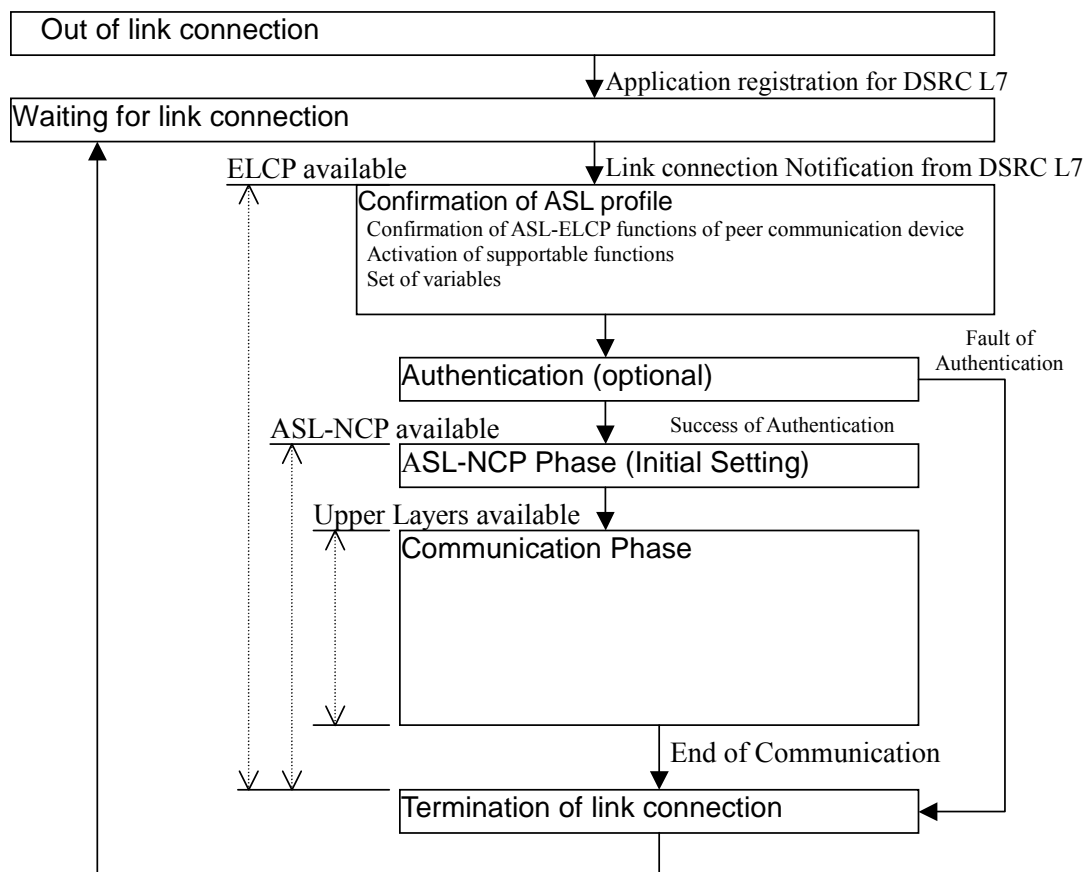 Out of link connection
Application registration for DSRC L7
Waiting for link connection
ELCP available
Link connection Notification from DSRC L7
Confirmation of ASL profile
Confirmation of ASL-ELCP functions of peer communication device
Activation of supportable functions
Set of variables
Fault of
Authentication
Authentication (optional)
ASL-NCP available
Success of Authentication
ASL-NCP Phase (Initial Setting)
Upper Layers available
Communication Phase
End of Communication
Termination of link connection